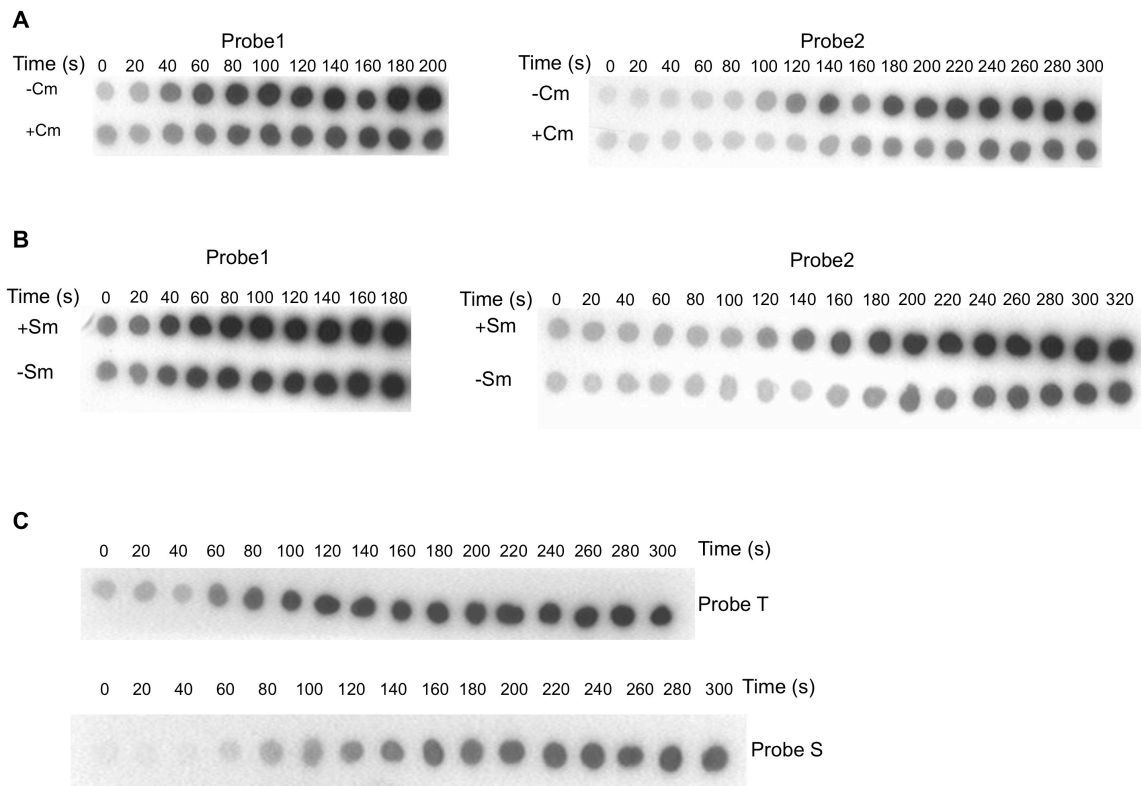 A
Probe1
Probe2
Time (s) 0 20 40 60 80 100 120 140 160 180 200
Time (s) 0 20 40 60 80 100 120 140 160 180 200 220 240 260 280 300
-Cm
-Cm
+Cm
+Cm
B
Probe1
Probe2
Time (s) 0 20 40 60 80 100 120 140 160 180
Time (s) 0 20 40 60 80 100 120 140 160 180 200 220 240 260 280 300 320
+Sm
+Sm
-Sm
-Sm
C
0 20 40 60 80 100 120 140 160 180 200 220 240 260 280 300 Time (s)
Probe T
0 20 40 60 80 100 120 140 160 180 200 220 240 260 280 300 Time (s)
Probe S